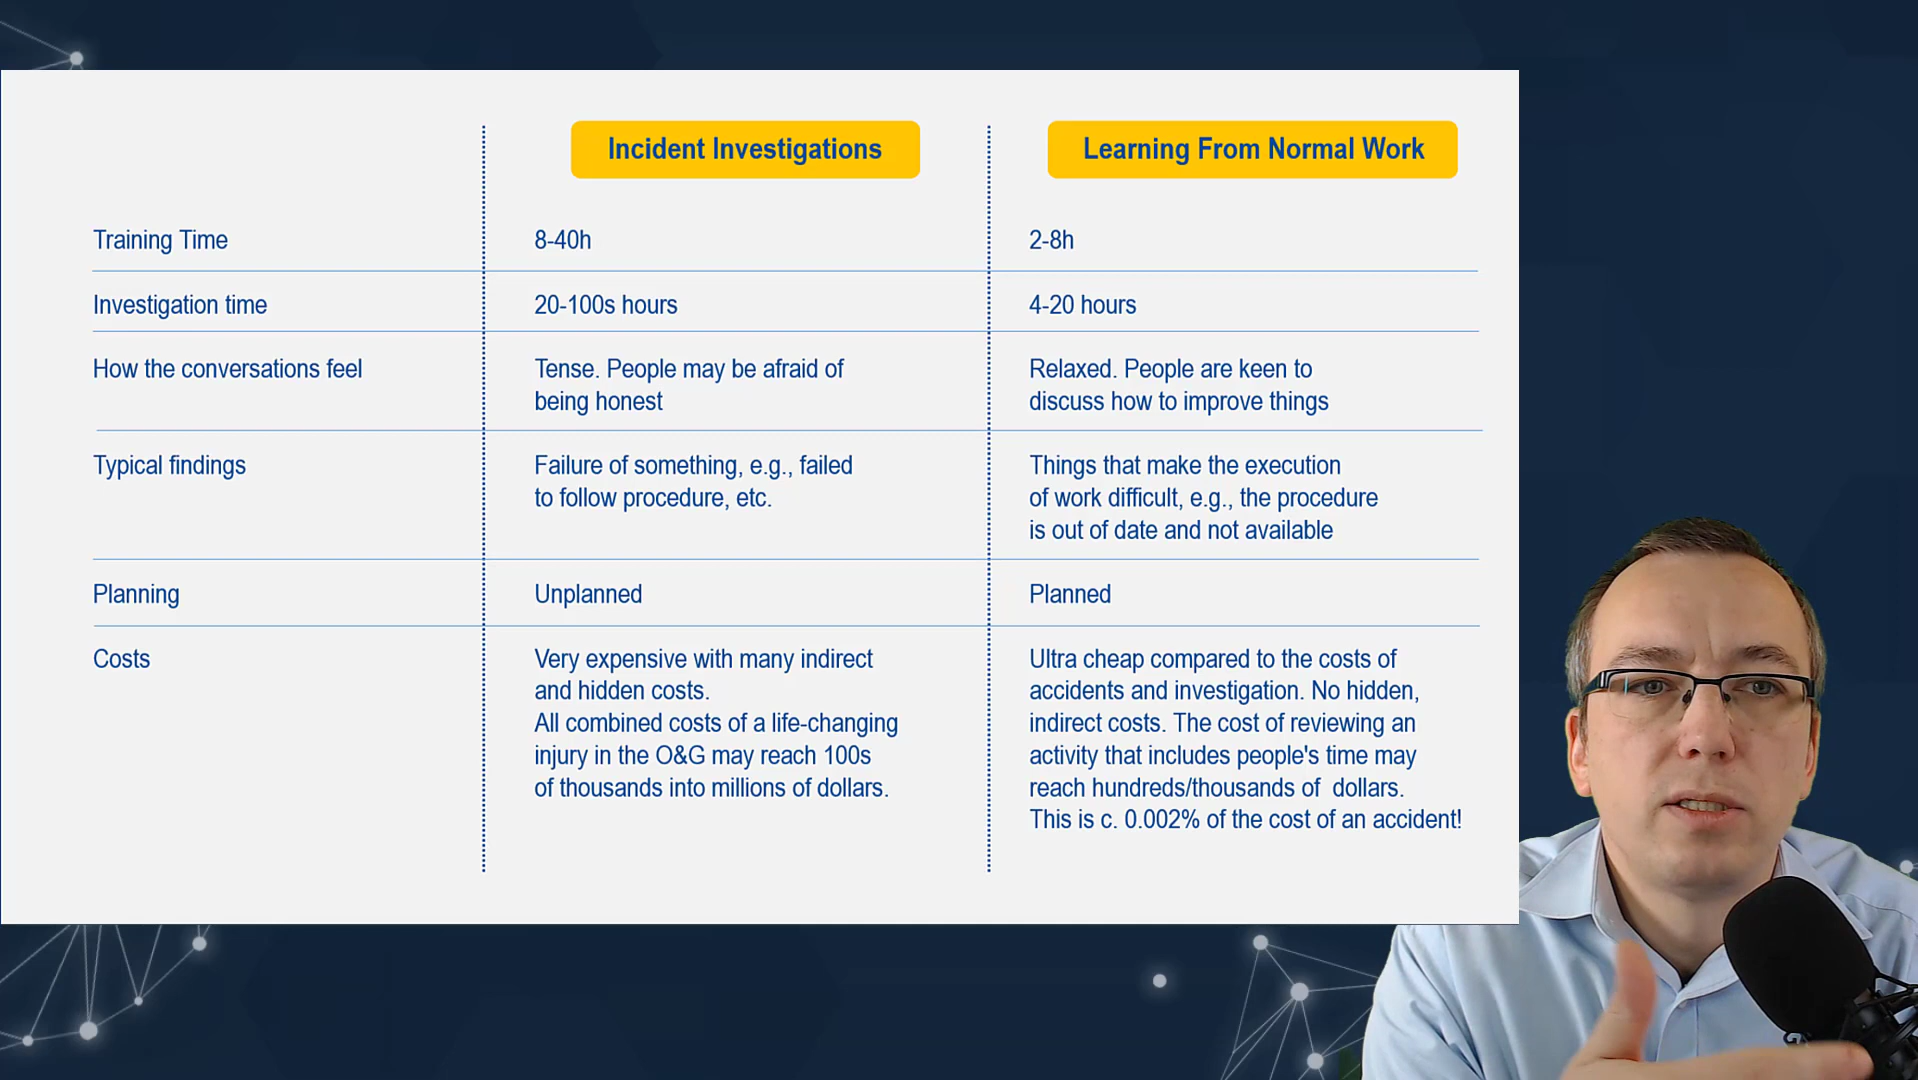 Incident Investigations
Learning From Normal Work
Training Time
8-40h
2-8h
Investigation time
20-100s hours
4-20 hours
How the conversations feel
Tense. People may be afraid of
being honest
Relaxed. People are keen to
discuss how to improve things
Typical findings
Failure of something, e.g., failed
to follow procedure, etc.
Things that make the execution
of work difficult, e.g., the procedure
is out of date and not available
Planning
Unplanned
Planned
Costs
Very expensive with many indirect
and hidden costs.
All combined costs of a life-changing
injury in the O&G may reach 100s
of thousands into millions of dollars.
Ultra cheap compared to the costs of
accidents and investigation. No hidden,
indirect costs. The cost of reviewing an
activity that includes people's time may
reach hundreds/thousands of  dollars.
This is c. 0.002% of the cost of an accident!